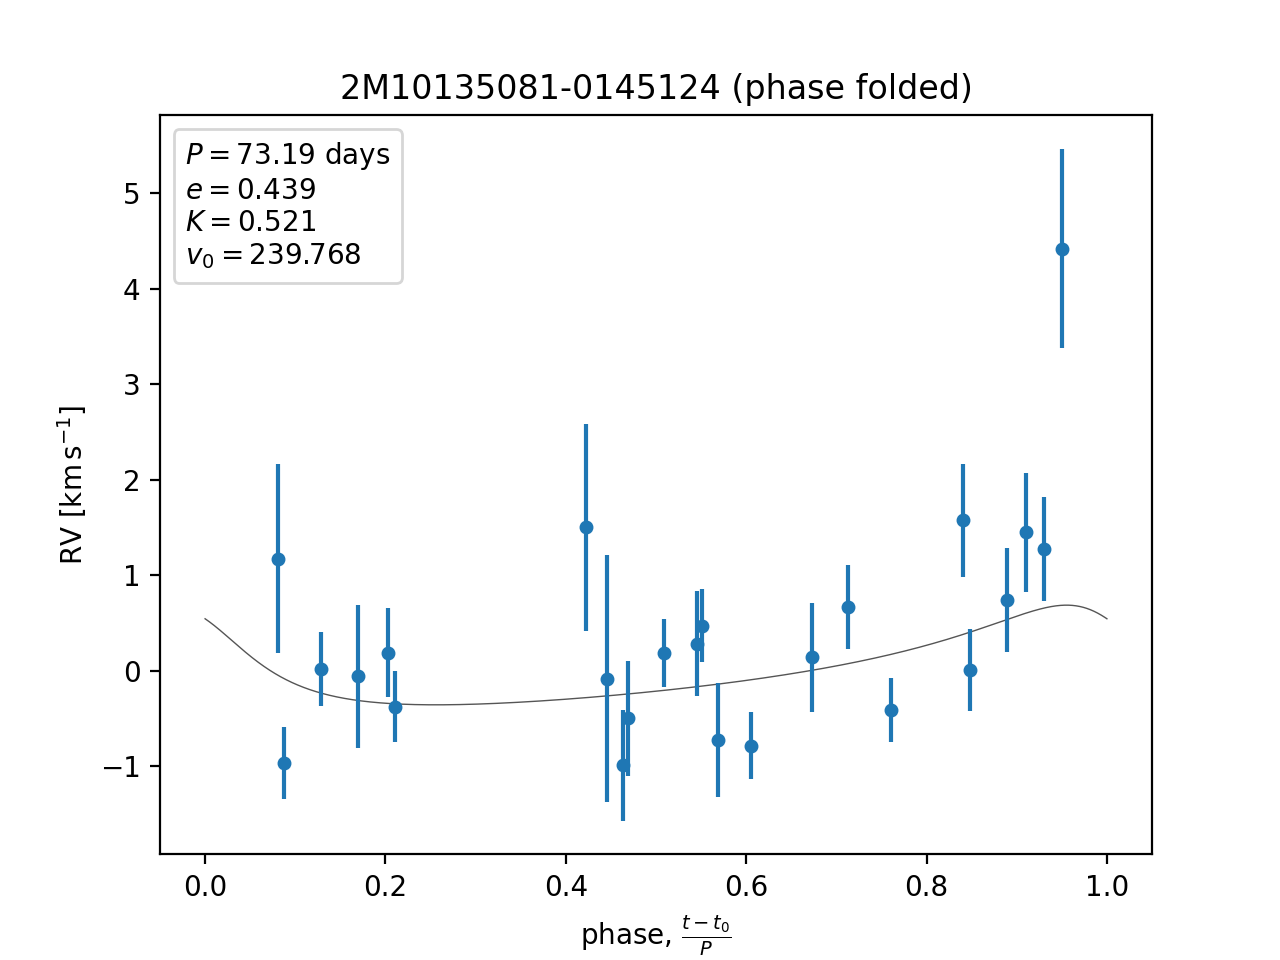 2M10135081-0145124 (phase folded)
P = 73.19 days
e = 0.439
K = 0.521
v₀ = 239.768
RV [km s⁻¹]
5
4
3
2
1
0
−1
0.0 0.2 0.4 0.6 0.8 1.0
phase, (t − t₀)/P